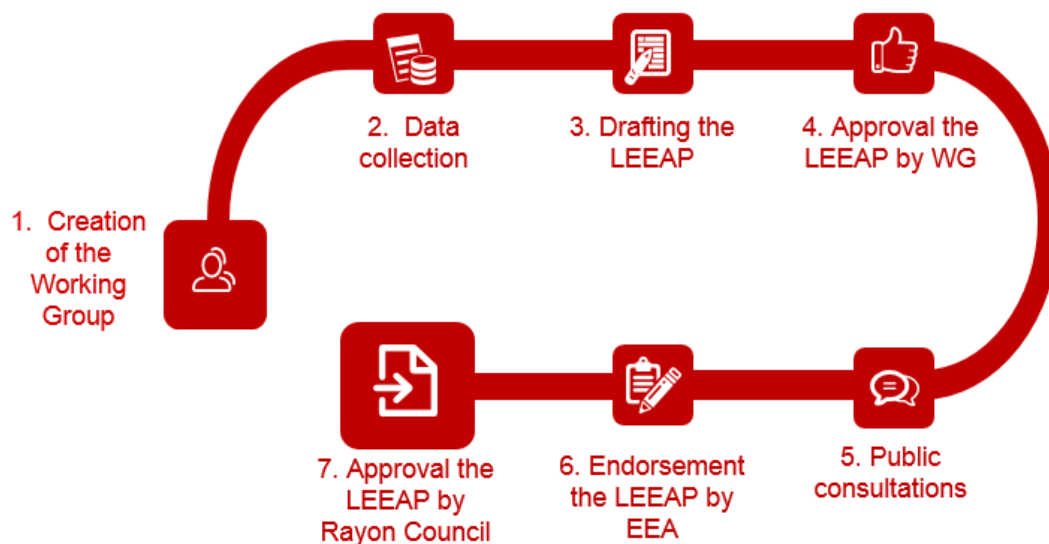 1. Creation
of the
Working
Group
2. Data
collection
3. Drafting the
LEEAP
4. Approval the
LEEAP by WG
5. Public
consultations
6. Endorsement
the LEEAP by
EEA
7. Approval the
LEEAP by
Rayon Council